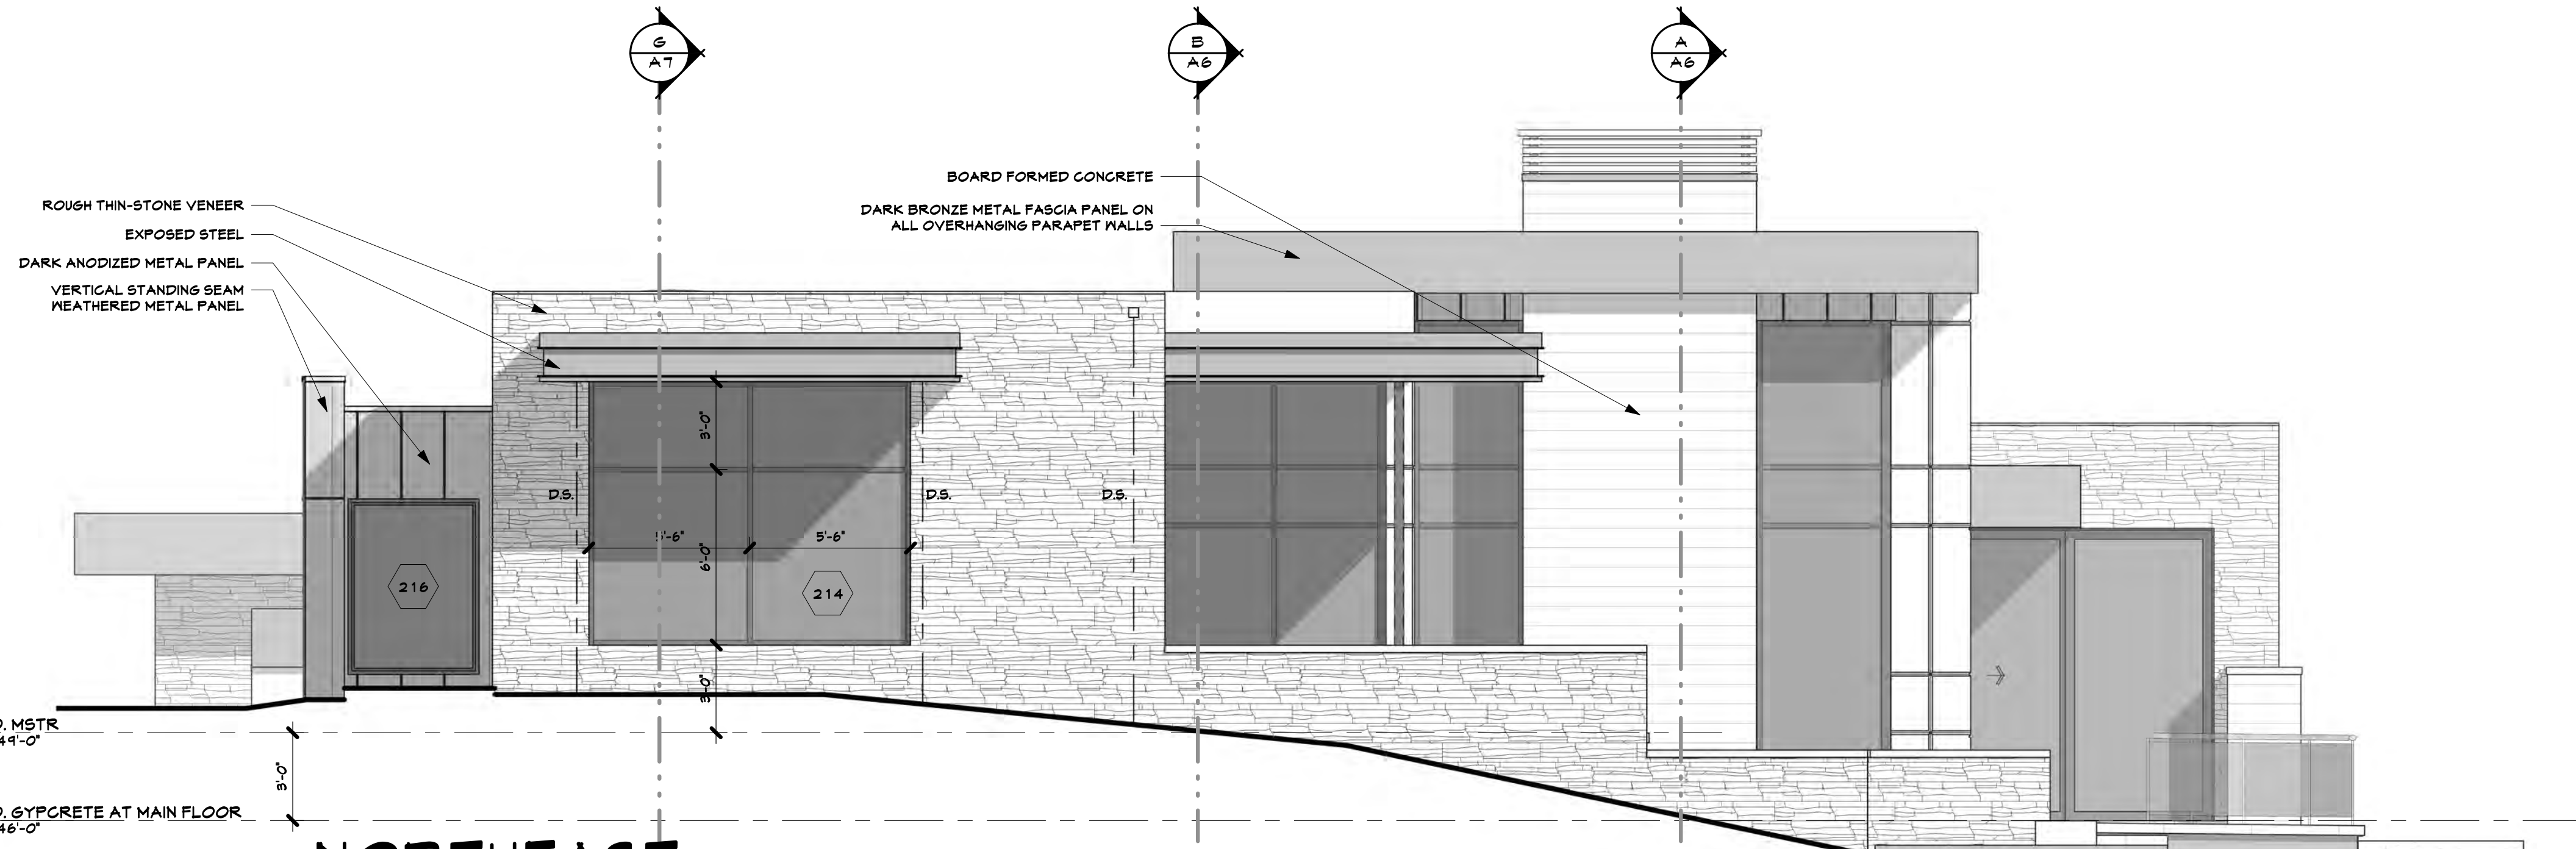 G
A7
B
A6
A
A6
BOARD FORMED CONCRETE
DARK BRONZE METAL FASCIA PANEL ON
ALL OVERHANGING PARAPET WALLS
ROUGH THIN-STONE VENEER
EXPOSED STEEL
DARK ANODIZED METAL PANEL
VERTICAL STANDING SEAM
WEATHERED METAL PANEL
3'-0"
D.S.
D.S.
D.S.
5'-6"
5'-6"
6'-0"
216
214
3'-0"
MSTR
49'-0"
3'-0"
GYPCRETE AT MAIN FLOOR
46'-0"
NORTHEAST